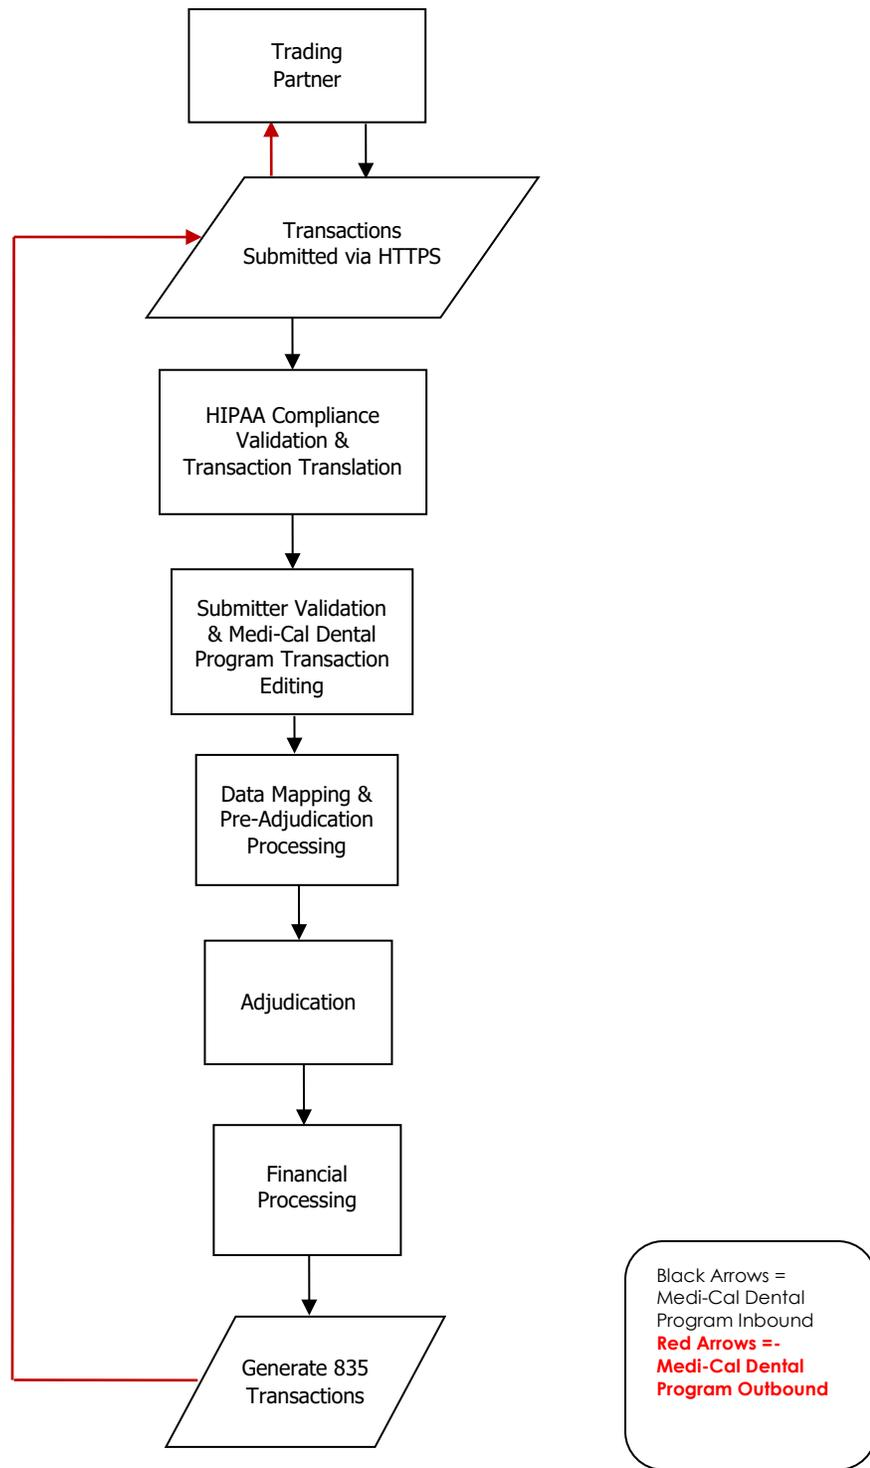 Trading
Partner
Transactions
Submitted via HTTPS
HIPAA Compliance
Validation &
Transaction Translation
Submitter Validation
& Medi-Cal Dental
Program Transaction
Editing
Data Mapping &
Pre-Adjudication
Processing
Adjudication
Financial
Processing
Generate 835
Transactions
Black Arrows =
Medi-Cal Dental
Program Inbound
Red Arrows =-
Medi-Cal Dental
Program Outbound